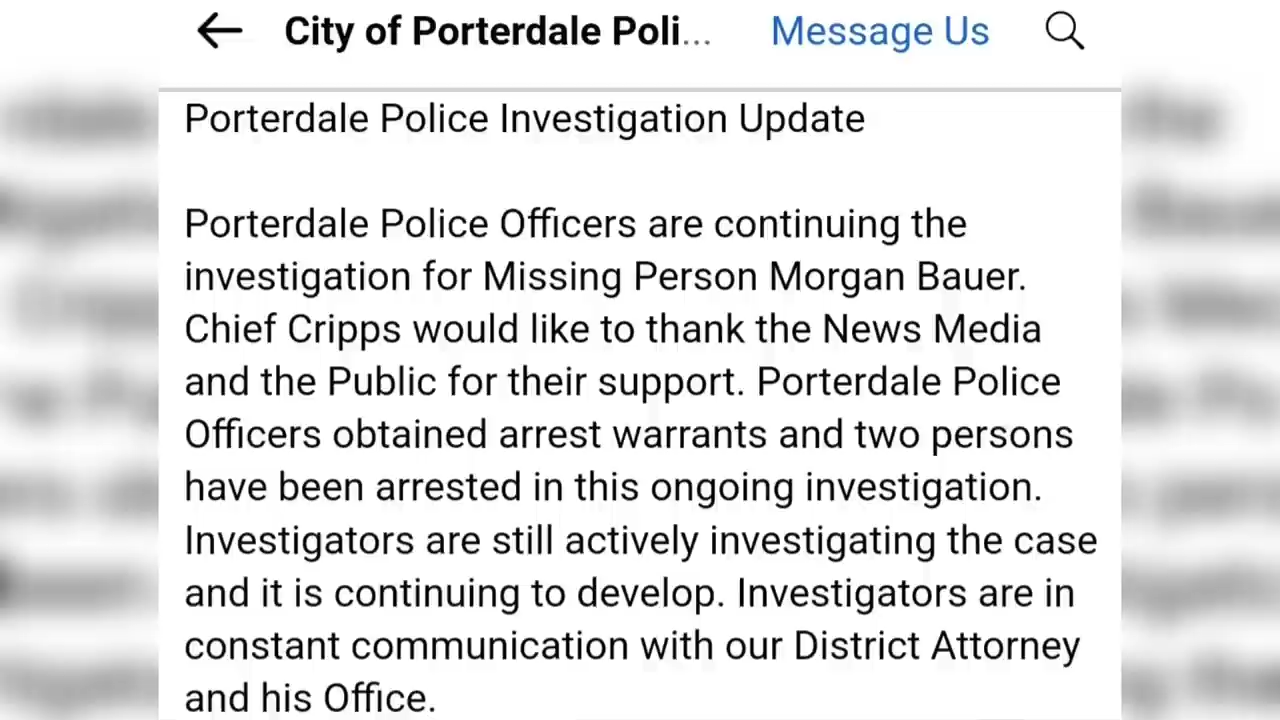 City of Porterdale Poli...
Message Us
Porterdale Police Investigation Update
Porterdale Police Officers are continuing the
investigation for Missing Person Morgan Bauer.
Chief Cripps would like to thank the News Media
and the Public for their support. Porterdale Police
Officers obtained arrest warrants and two persons
have been arrested in this ongoing investigation.
Investigators are still actively investigating the case
and it is continuing to develop. Investigators are in
constant communication with our District Attorney
and his Office.